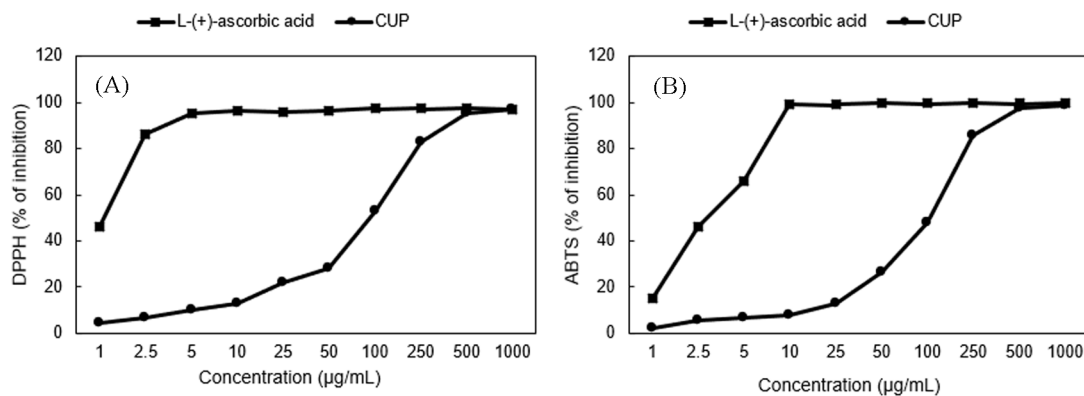 L-(+)-ascorbic acid CUP
120
100
80
60
40
20
0
(A)
DPPH (% of inhibition)
1 2.5 5 10 25 50 100 250 500 1000
Concentration (µg/mL)
L-(+)-ascorbic acid CUP
120
100
80
60
40
20
0
(B)
ABTS (% of inhibition)
1 2.5 5 10 25 50 100 250 500 1000
Concentration (µg/mL)